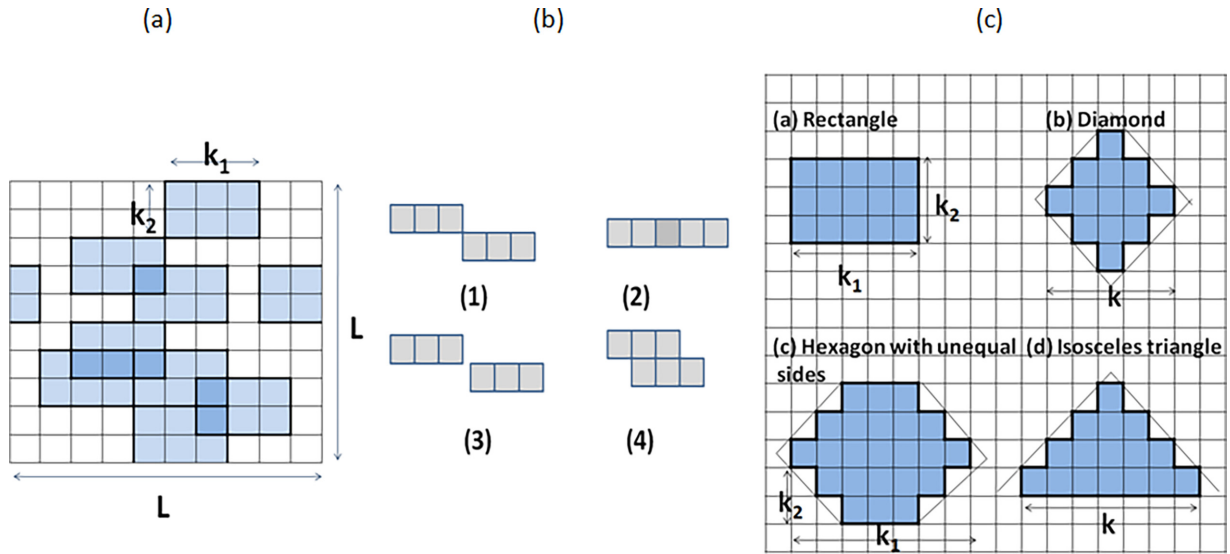 (a)
(b)
(c)
k1
k2
L
L
(1)
(2)
(3)
(4)
(a) Rectangle
k2
k1
(b) Diamond
k
(c) Hexagon with unequal
sides
k2
k1
(d) Isosceles triangle
k